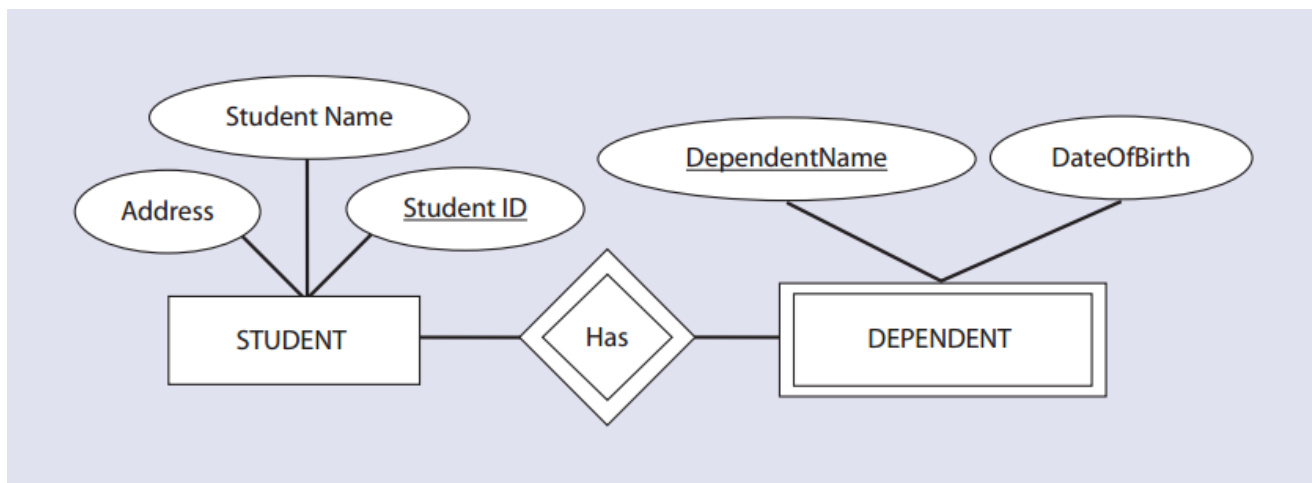 Student Name
Address
Student ID
DependentName
DateOfBirth
STUDENT
Has
DEPENDENT